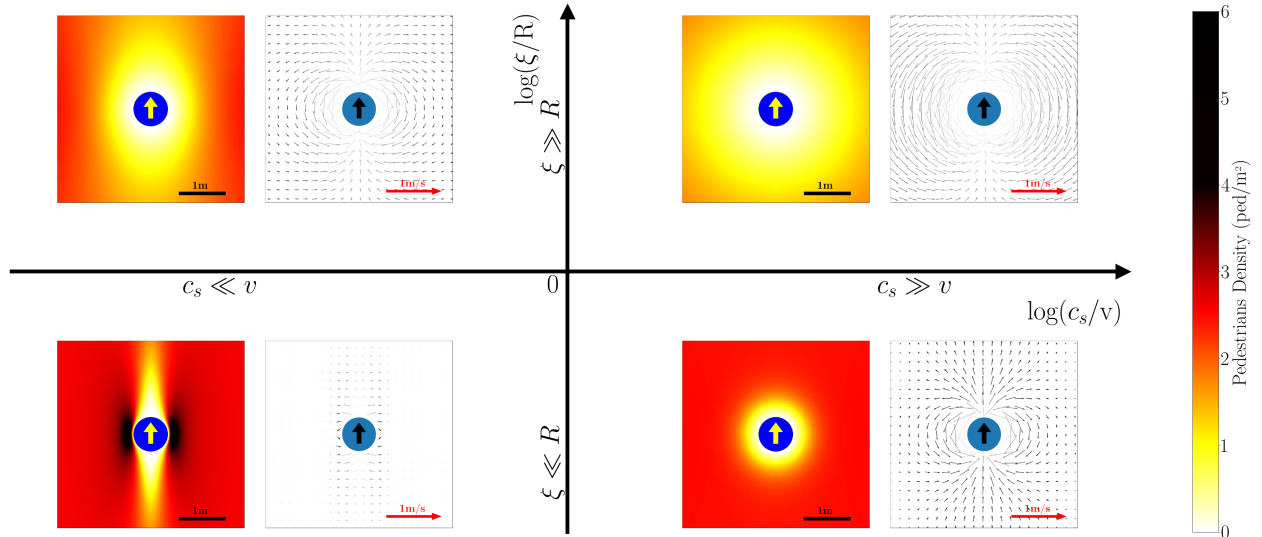 log(ξ/R)
ξ ≫ R
1m
1m/s
1m
1m/s
c_s ≪ v
0
c_s ≫ v
log(c_s/v)
ξ ≪ R
1m
1m/s
1m
1m/s
6
5
4
3
2
1
0
Pedestrians Density (ped/m²)